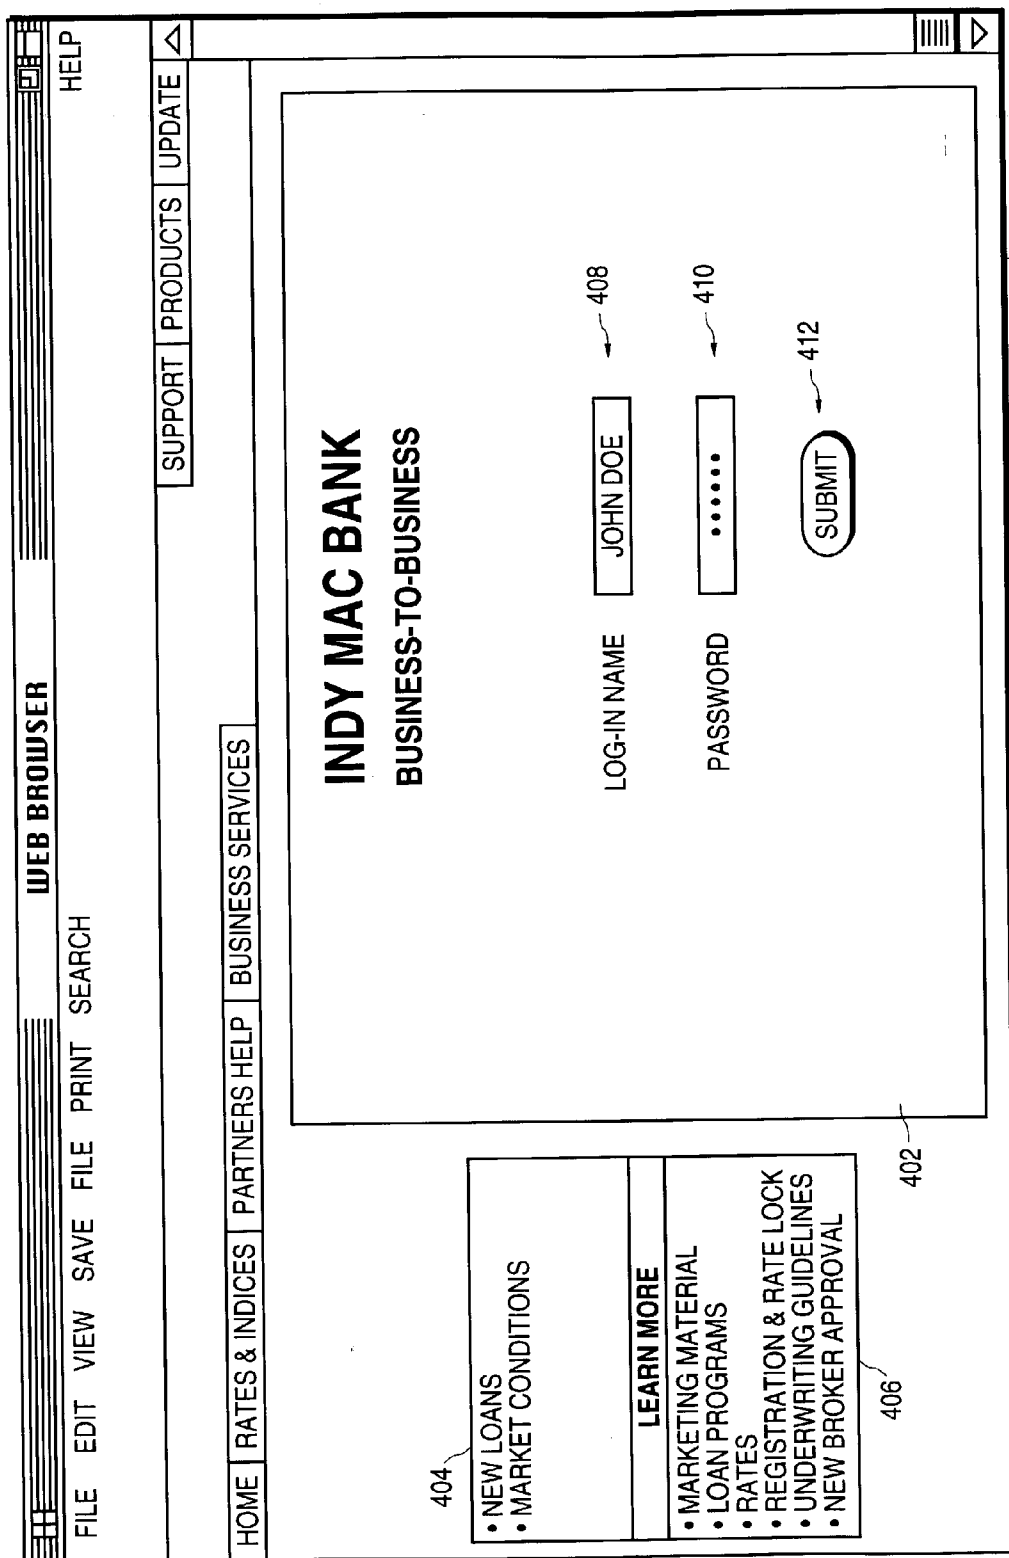 WEB BROWSER
FILE EDIT VIEW SAVE FILE PRINT SEARCH HELP
SUPPORT PRODUCTS UPDATE
HOME RATES & INDICES PARTNERS HELP BUSINESS SERVICES
404
• NEW LOANS
• MARKET CONDITIONS
LEARN MORE
• MARKETING MATERIAL
• LOAN PROGRAMS
• RATES
• REGISTRATION & RATE LOCK
• UNDERWRITING GUIDELINES
• NEW BROKER APPROVAL
406
INDY MAC BANK
BUSINESS-TO-BUSINESS
LOG-IN NAME JOHN DOE 408
PASSWORD ••••••• 410
SUBMIT 412
402